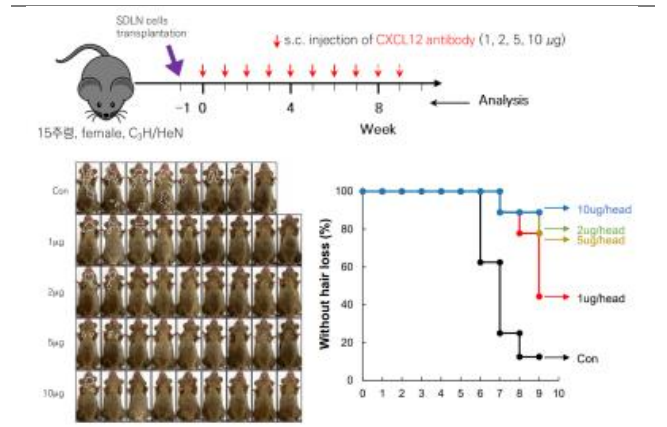 SDLN cells
transplantation
s.c. injection of CXCL12 antibody (1, 2, 5, 10 µg)
-1 0 4 8
Week
Analysis
15주령, female, C₃H/HeN
Con
1µg
2µg
5µg
10µg
Without hair loss (%)
100
80
60
40
20
0
0 1 2 3 4 5 6 7 8 9 10
10ug/head
2ug/head
5ug/head
1ug/head
Con